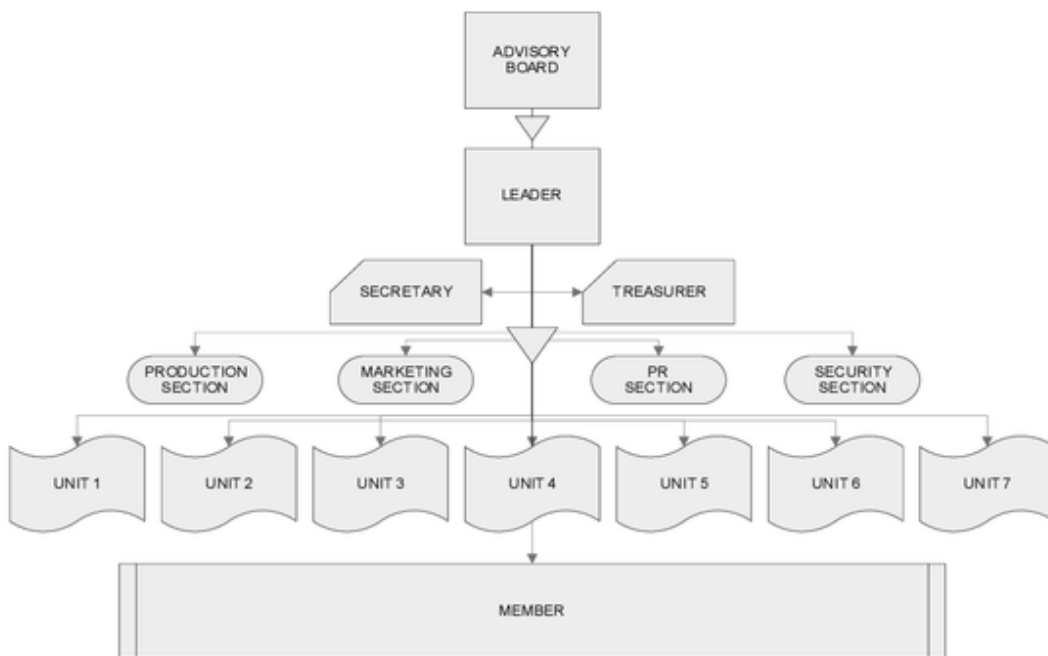 ADVISORY
BOARD
LEADER
SECRETARY
TREASURER
PRODUCTION
SECTION
MARKETING
SECTION
PR
SECTION
SECURITY
SECTION
UNIT 1
UNIT 2
UNIT 3
UNIT 4
UNIT 5
UNIT 6
UNIT 7
MEMBER